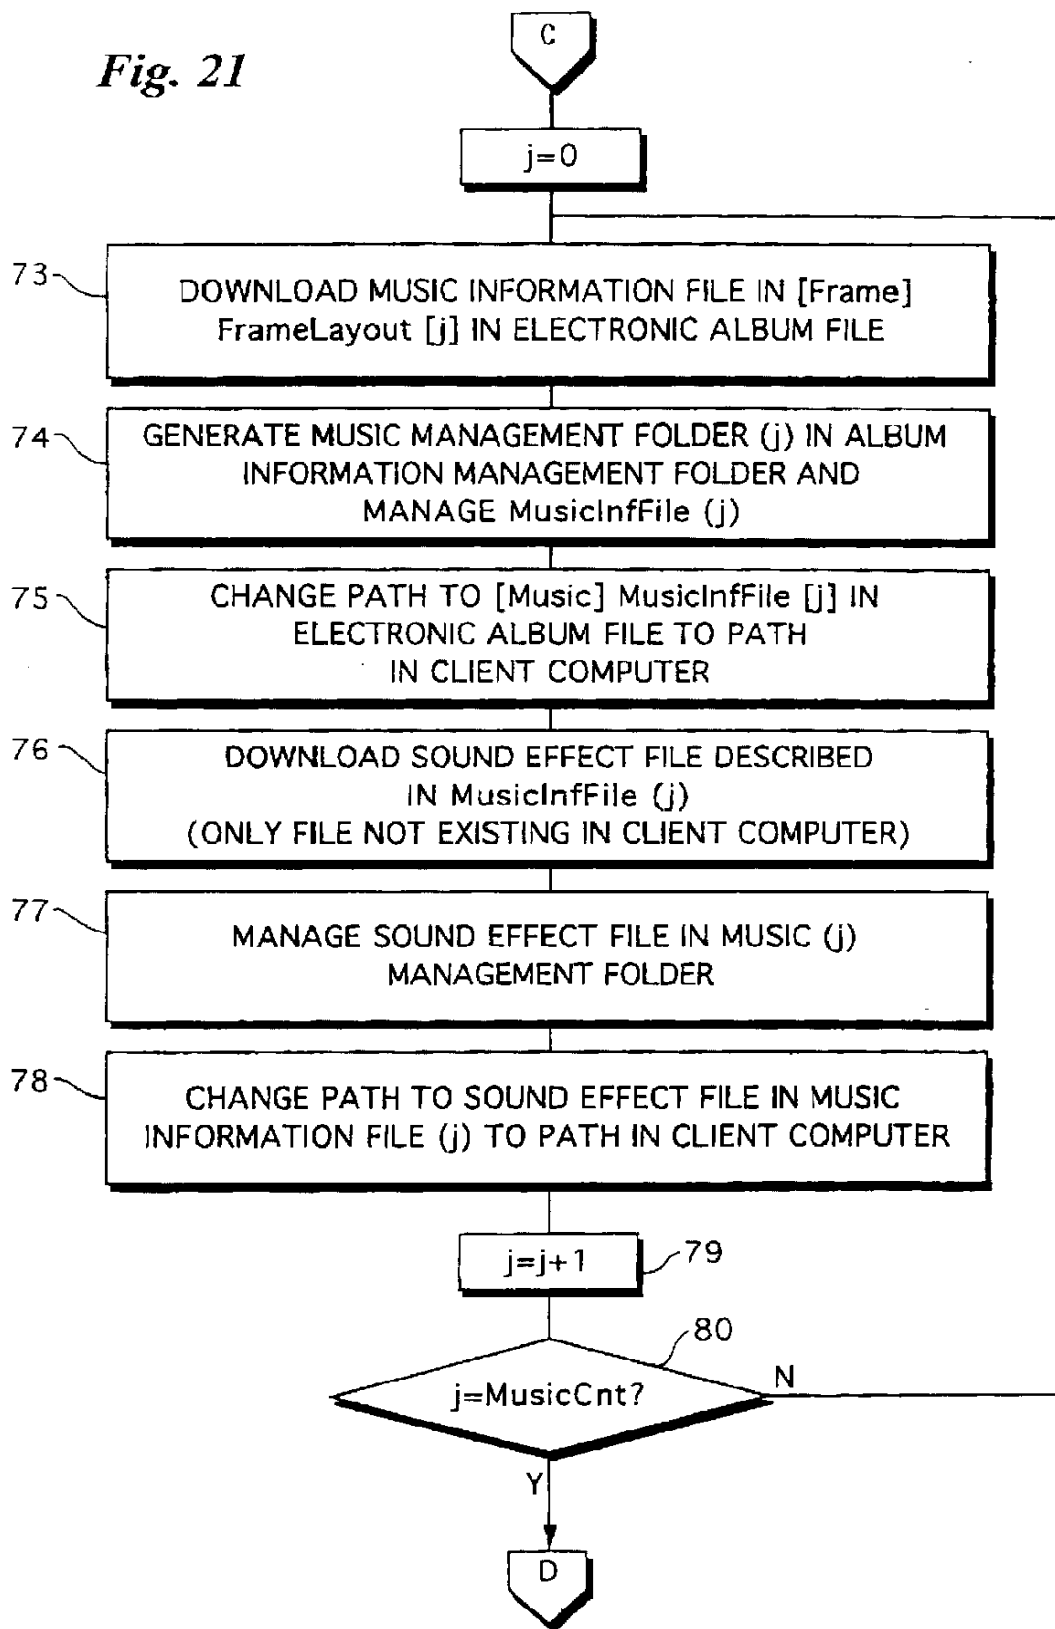 Fig. 21
C
j=0
73
DOWNLOAD MUSIC INFORMATION FILE IN [Frame]
FrameLayout [j] IN ELECTRONIC ALBUM FILE
74
GENERATE MUSIC MANAGEMENT FOLDER (j) IN ALBUM
INFORMATION MANAGEMENT FOLDER AND
MANAGE MusicInfFile (j)
75
CHANGE PATH TO [Music] MusicInfFile [j] IN
ELECTRONIC ALBUM FILE TO PATH
IN CLIENT COMPUTER
76
DOWNLOAD SOUND EFFECT FILE DESCRIBED
IN MusicInfFile (j)
(ONLY FILE NOT EXISTING IN CLIENT COMPUTER)
77
MANAGE SOUND EFFECT FILE IN MUSIC (j)
MANAGEMENT FOLDER
78
CHANGE PATH TO SOUND EFFECT FILE IN MUSIC
INFORMATION FILE (j) TO PATH IN CLIENT COMPUTER
j=j+1
79
80
j=MusicCnt?
N
Y
D